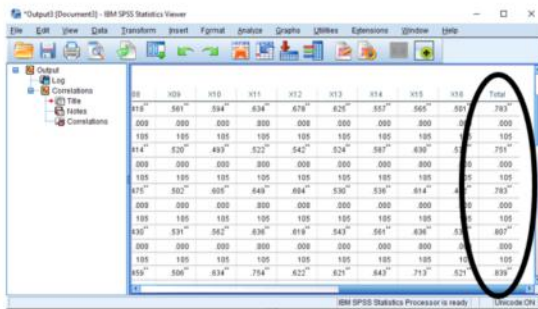 *Output3 [Document3] - IBM SPSS Statistics Viewer
File Edit View Data Transform Insert Format Analyze Graphs Utilities Extensions Window Help
Output
Log
Correlations
Title
Notes
Correlations
X09 X10 X11 X12 X13 X14 X15 X16 Total
.561** .594** .634** .678** .625** .557** .565** .501** .783**
.000 .000 .000 .000 .000 .000 .000 .000 .000
105 105 105 105 105 105 105 105 105
.520** .493** .522** .542** .524** .587** .630** .751**
.000 .000 .000 .000 .000 .000 .000 .000
105 105 105 105 105 105 105 105
.502** .605** .649** .604** .530** .536** .614** .783**
.000 .000 .000 .000 .000 .000 .000 .000
105 105 105 105 105 105 105 105
.531** .562** .636** .619** .543** .561** .636** .807**
.000 .000 .000 .000 .000 .000 .000 .000
105 105 105 105 105 105 105 105
.506** .634** .754** .622** .621** .643** .713** .521** .839**
IBM SPSS Statistics Processor is ready Unicode:ON